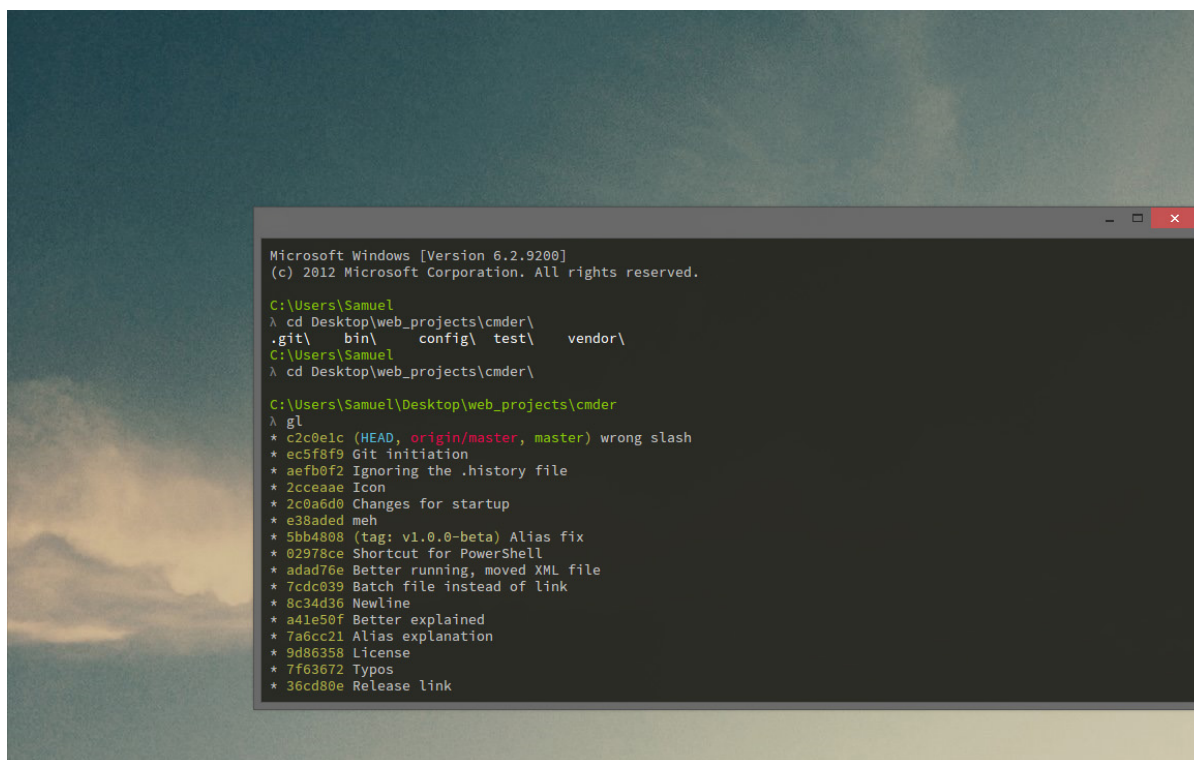 Microsoft Windows [Version 6.2.9200]
(c) 2012 Microsoft Corporation. All rights reserved.
C:\Users\Samuel
λ cd Desktop\web_projects\cmder\
.git\    bin\     config\  test\    vendor\
C:\Users\Samuel
λ cd Desktop\web_projects\cmder\
C:\Users\Samuel\Desktop\web_projects\cmder
λ gl
* c2c0e1c (HEAD, origin/master, master) wrong slash
* ec5f8f9 Git initiation
* aefb0f2 Ignoring the .history file
* 2cceaae Icon
* 2c0a6d0 Changes for startup
* e38aded meh
* 5bb4808 (tag: v1.0.0-beta) Alias fix
* 02978ce Shortcut for PowerShell
* adad76e Better running, moved XML file
* 7cdc039 Batch file instead of link
* 8c34d36 Newline
* a41e50f Better explained
* 7a6cc21 Alias explanation
* 9d86358 License
* 7f63672 Typos
* 36cd80e Release link